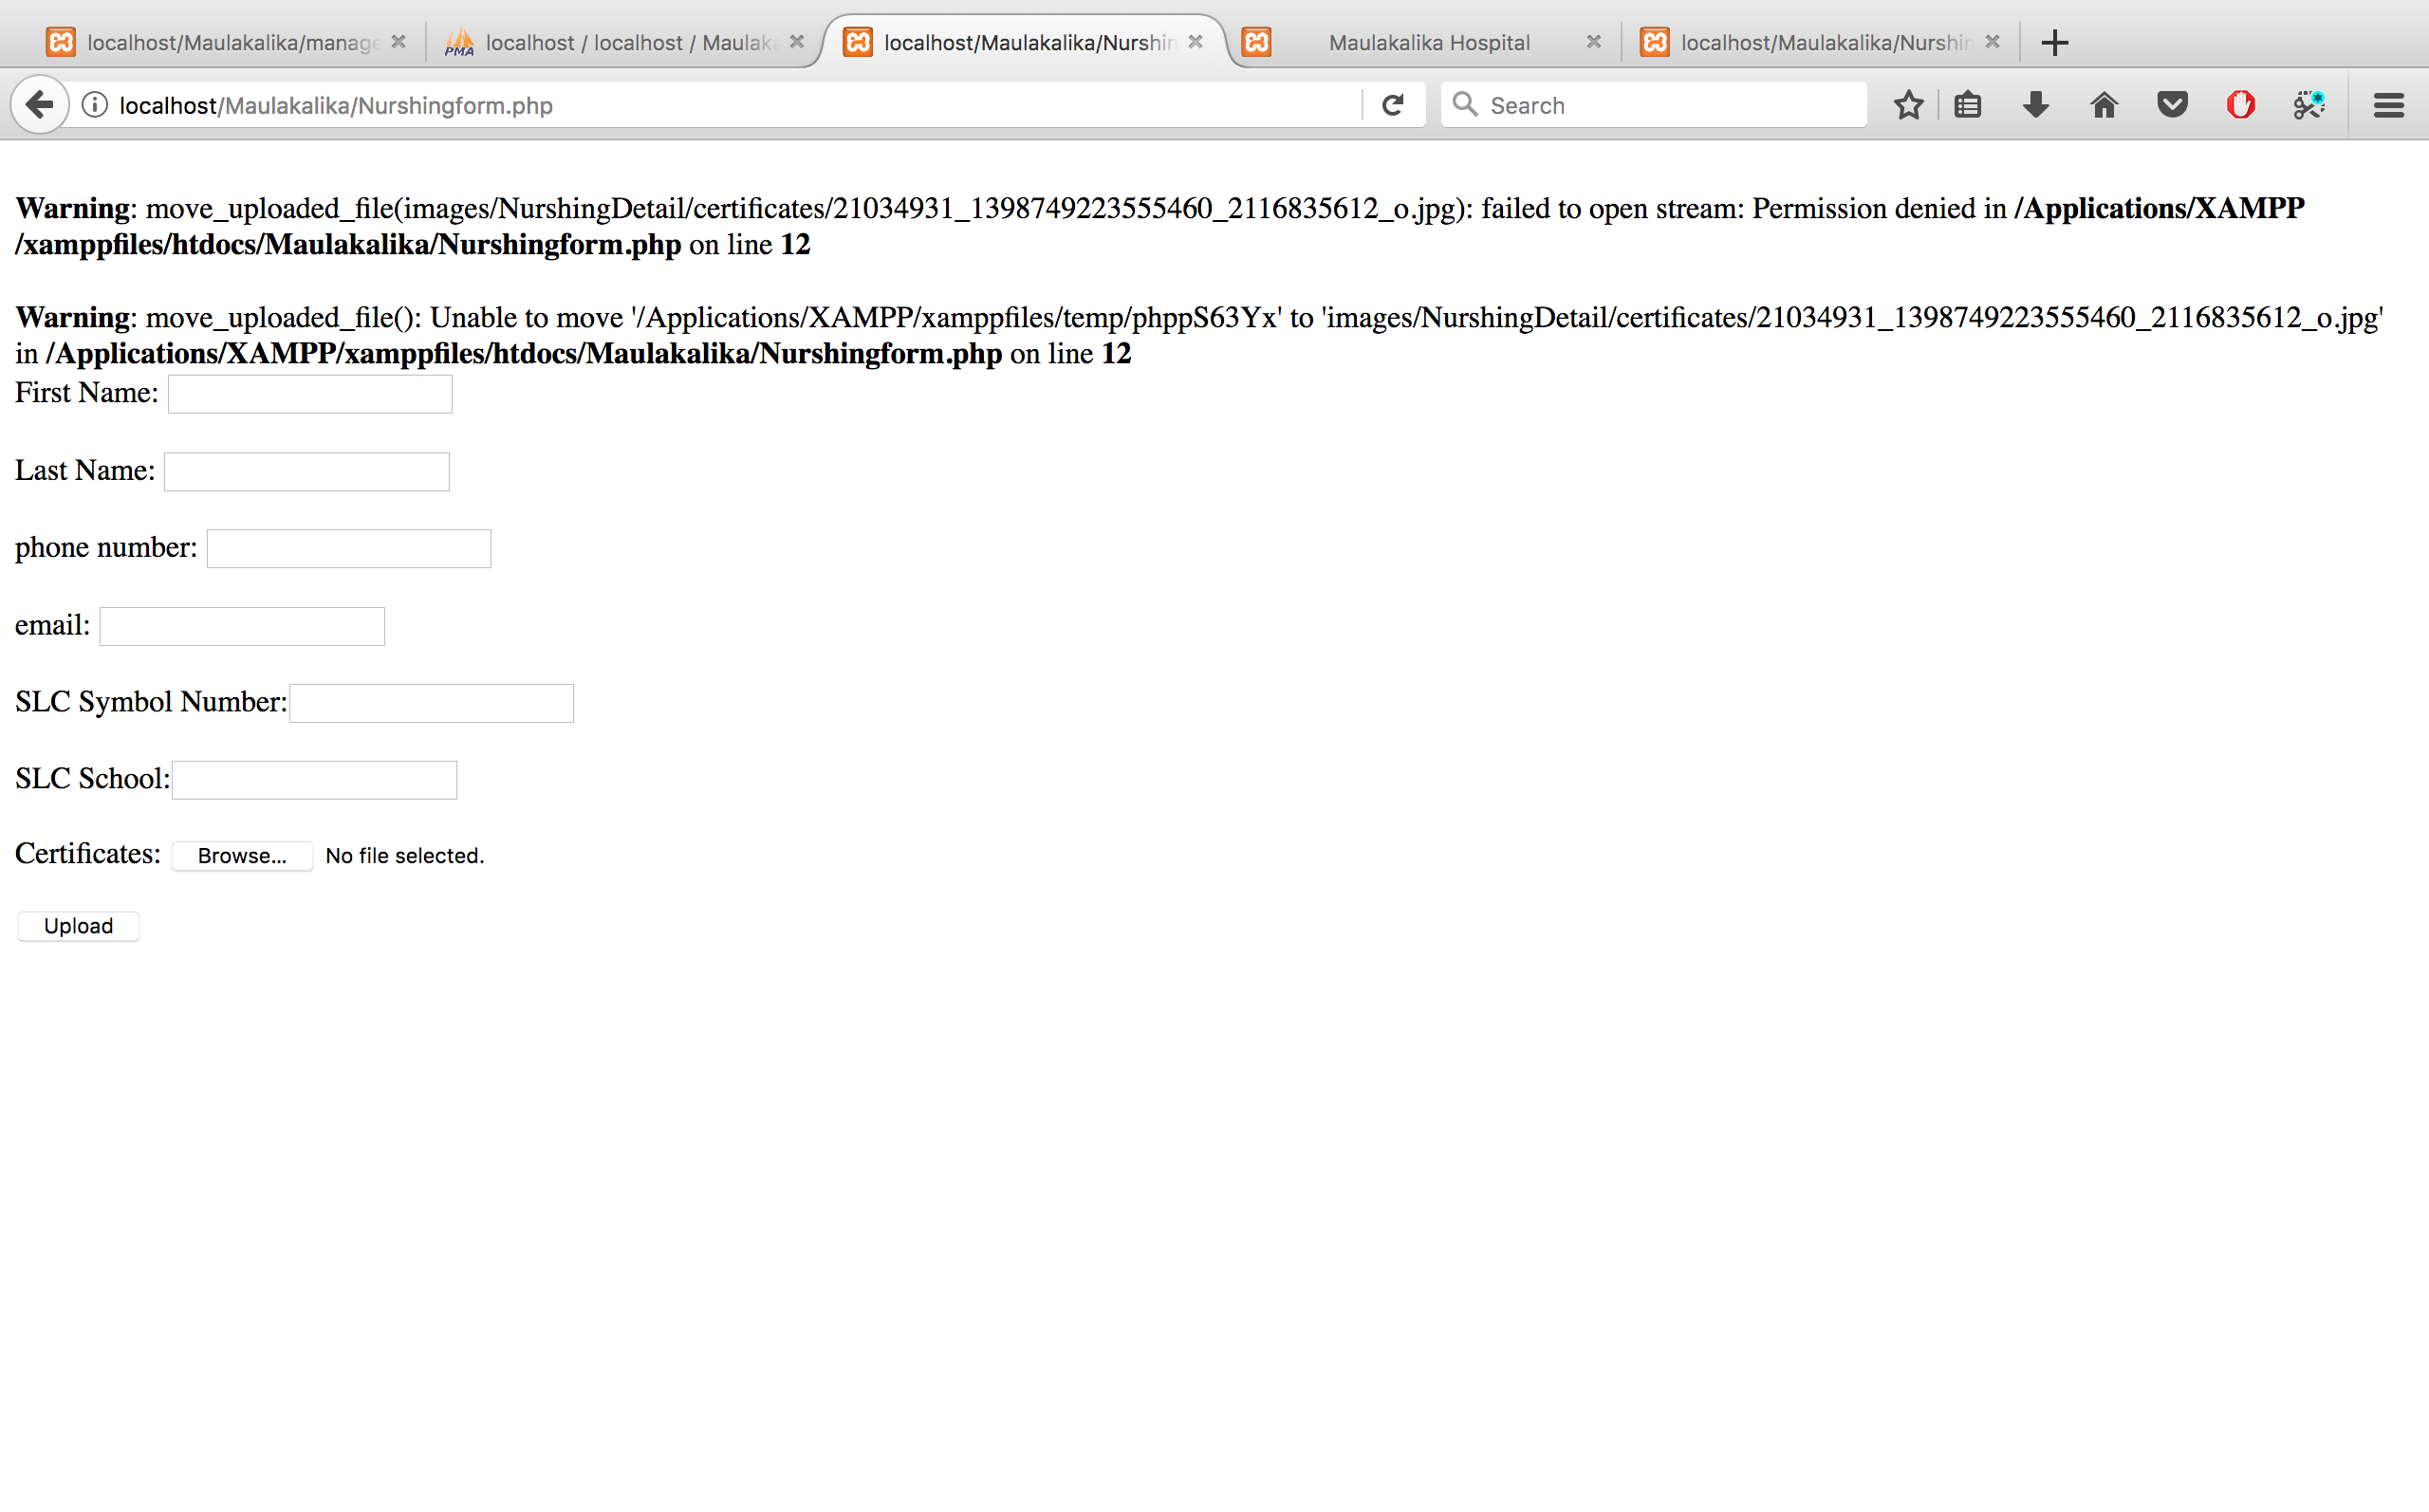 localhost/Maulakalika/manage
PMA localhost / localhost / Maulaka
localhost/Maulakalika/Nurshin
Maulakalika Hospital
localhost/Maulakalika/Nurshin
localhost/Maulakalika/Nurshingform.php
Search
Warning: move_uploaded_file(images/NurshingDetail/certificates/21034931_1398749223555460_2116835612_o.jpg): failed to open stream: Permission denied in /Applications/XAMPP
/xamppfiles/htdocs/Maulakalika/Nurshingform.php on line 12
Warning: move_uploaded_file(): Unable to move '/Applications/XAMPP/xamppfiles/temp/phppS63Yx' to 'images/NurshingDetail/certificates/21034931_1398749223555460_2116835612_o.jpg'
in /Applications/XAMPP/xamppfiles/htdocs/Maulakalika/Nurshingform.php on line 12
First Name:
Last Name:
phone number:
email:
SLC Symbol Number:
SLC School:
Certificates: Browse... No file selected.
Upload